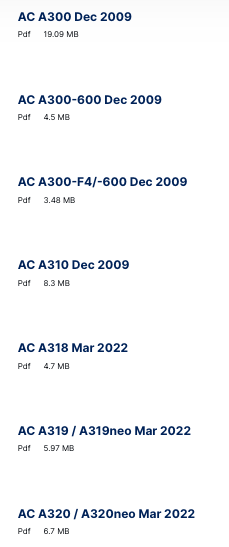 AC A300 Dec 2009
Pdf 19.09 MB
AC A300-600 Dec 2009
Pdf 4.5 MB
AC A300-F4/-600 Dec 2009
Pdf 3.48 MB
AC A310 Dec 2009
Pdf 8.3 MB
AC A318 Mar 2022
Pdf 4.7 MB
AC A319 / A319neo Mar 2022
Pdf 5.97 MB
AC A320 / A320neo Mar 2022
Pdf 6.7 MB